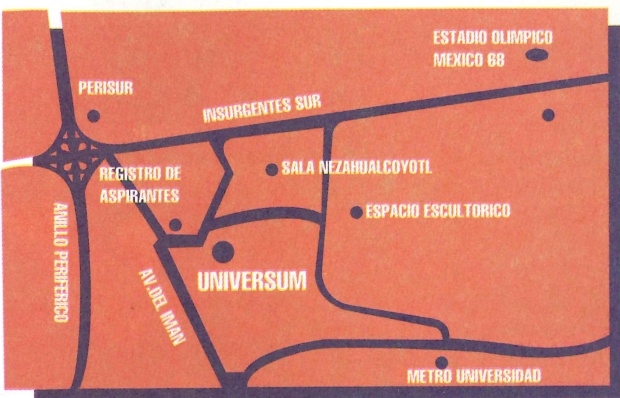 ESTADIO OLIMPICO
MEXICO 68
PERISUR
INSURGENTES SUR
REGISTRO DE
ASPIRANTES
SALA NEZAHUALCOYOTL
ESPACIO ESCULTORICO
ANILLO PERIFERICO
AV.DEL IMAN
UNIVERSUM
METRO UNIVERSIDAD